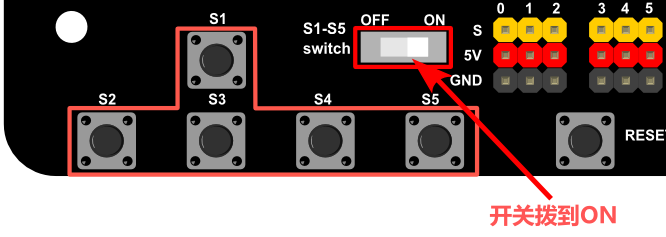 S1
S1-S5
switch
OFF ON
0 1 2 3 4 5
S
5V
GND
S2 S3 S4 S5
RESE
开关拨到ON